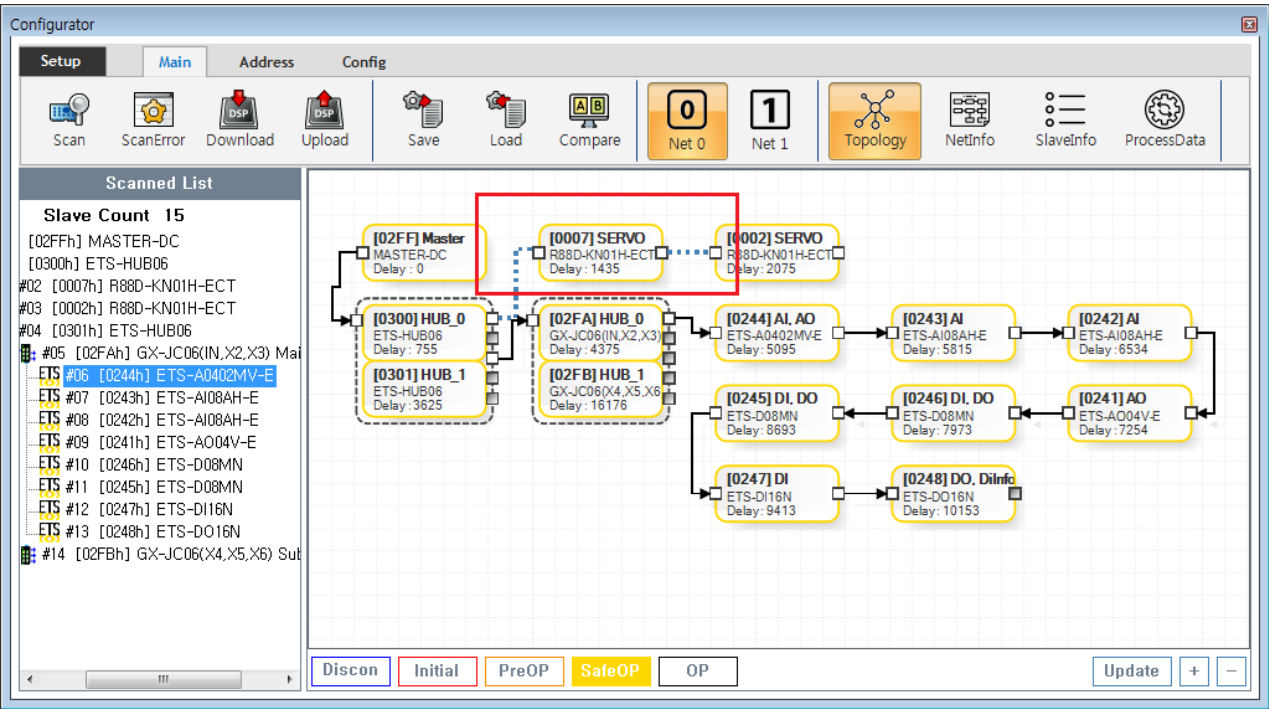 Configurator
Setup Main Address Config
Scan ScanError Download Upload Save Load Compare Net 0 Net 1 Topology NetInfo SlaveInfo ProcessData
DSP DSP A B 0 1
Scanned List
Slave Count 15
[02FFh] MASTER-DC
[0300h] ETS-HUB06
#02 [0007h] R88D-KN01H-ECT
#03 [0002h] R88D-KN01H-ECT
#04 [0301h] ETS-HUB06
#05 [02FAh] GX-JC06(IN,X2,X3) Mai
ETS #06 [0244h] ETS-A0402MV-E
ETS #07 [0243h] ETS-AI08AH-E
ETS #08 [0242h] ETS-AI08AH-E
ETS #09 [0241h] ETS-AO04V-E
ETS #10 [0246h] ETS-D08MN
ETS #11 [0245h] ETS-D08MN
ETS #12 [0247h] ETS-DI16N
ETS #13 [0248h] ETS-DO16N
#14 [02FBh] GX-JC06(X4,X5,X6) Sub
[02FF] Master
MASTER-DC
Delay : 0
[0007] SERVO
R88D-KN01H-ECT
Delay : 1435
[0002] SERVO
R88D-KN01H-ECT
Delay : 2075
[0300] HUB_0
ETS-HUB06
Delay : 755
[0301] HUB_1
ETS-HUB06
Delay : 3625
[02FA] HUB_0
GX-JC06(IN,X2,X3)
Delay : 4375
[02FB] HUB_1
GX-JC06(X4,X5,X6
Delay : 16176
[0244] AI, AO
ETS-A0402MV-E
Delay : 5095
[0243] AI
ETS-AI08AH-E
Delay : 5815
[0242] AI
ETS-AI08AH-E
Delay : 6534
[0245] DI, DO
ETS-D08MN
Delay : 8693
[0246] DI, DO
ETS-D08MN
Delay : 7973
[0241] AO
ETS-AO04V-E
Delay : 7254
[0247] DI
ETS-DI16N
Delay : 9413
[0248] DO, DiInfo
ETS-DO16N
Delay : 10153
Discon Initial PreOP SafeOP OP Update + −